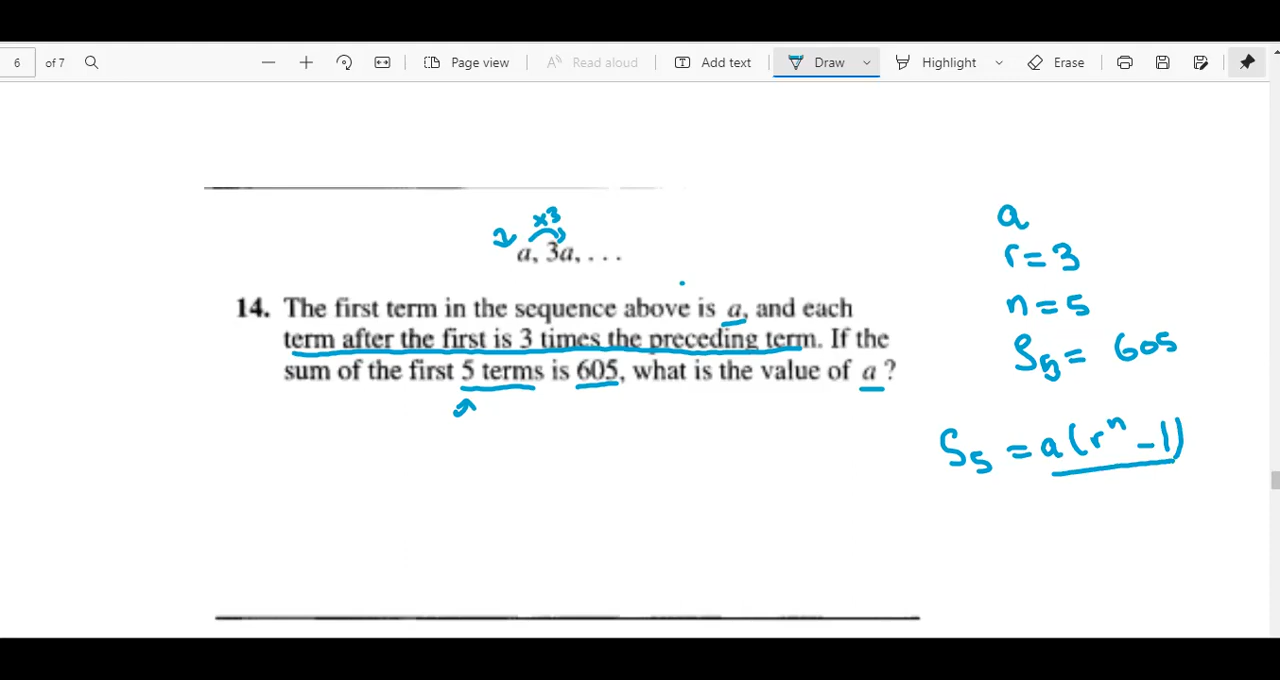 6 of 7 Page view Read aloud Add text Draw Highlight Erase
×3
a, 3a, . . .
14. The first term in the sequence above is a, and each
term after the first is 3 times the preceding term. If the
sum of the first 5 terms is 605, what is the value of a ?
a
r = 3
n = 5
S5 = 605
S5 = a(rⁿ - 1)